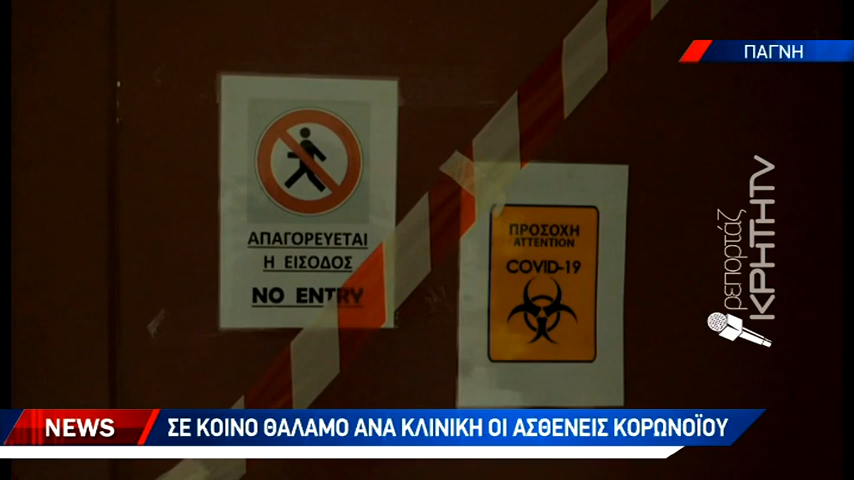 ΠΑΓΝΗ
ΑΠΑΓΟΡΕΥΕΤΑΙ
Η ΕΙΣΟΔΟΣ
NO ENTRY
ΠΡΟΣΟΧΗ
ATTENTION
COVID-19
ρεπορτάζ
ΚΡΗΤΗTV
NEWS
ΣΕ ΚΟΙΝΟ ΘΑΛΑΜΟ ΑΝΑ ΚΛΙΝΙΚΗ ΟΙ ΑΣΘΕΝΕΙΣ ΚΟΡΩΝΟΪΟΥ